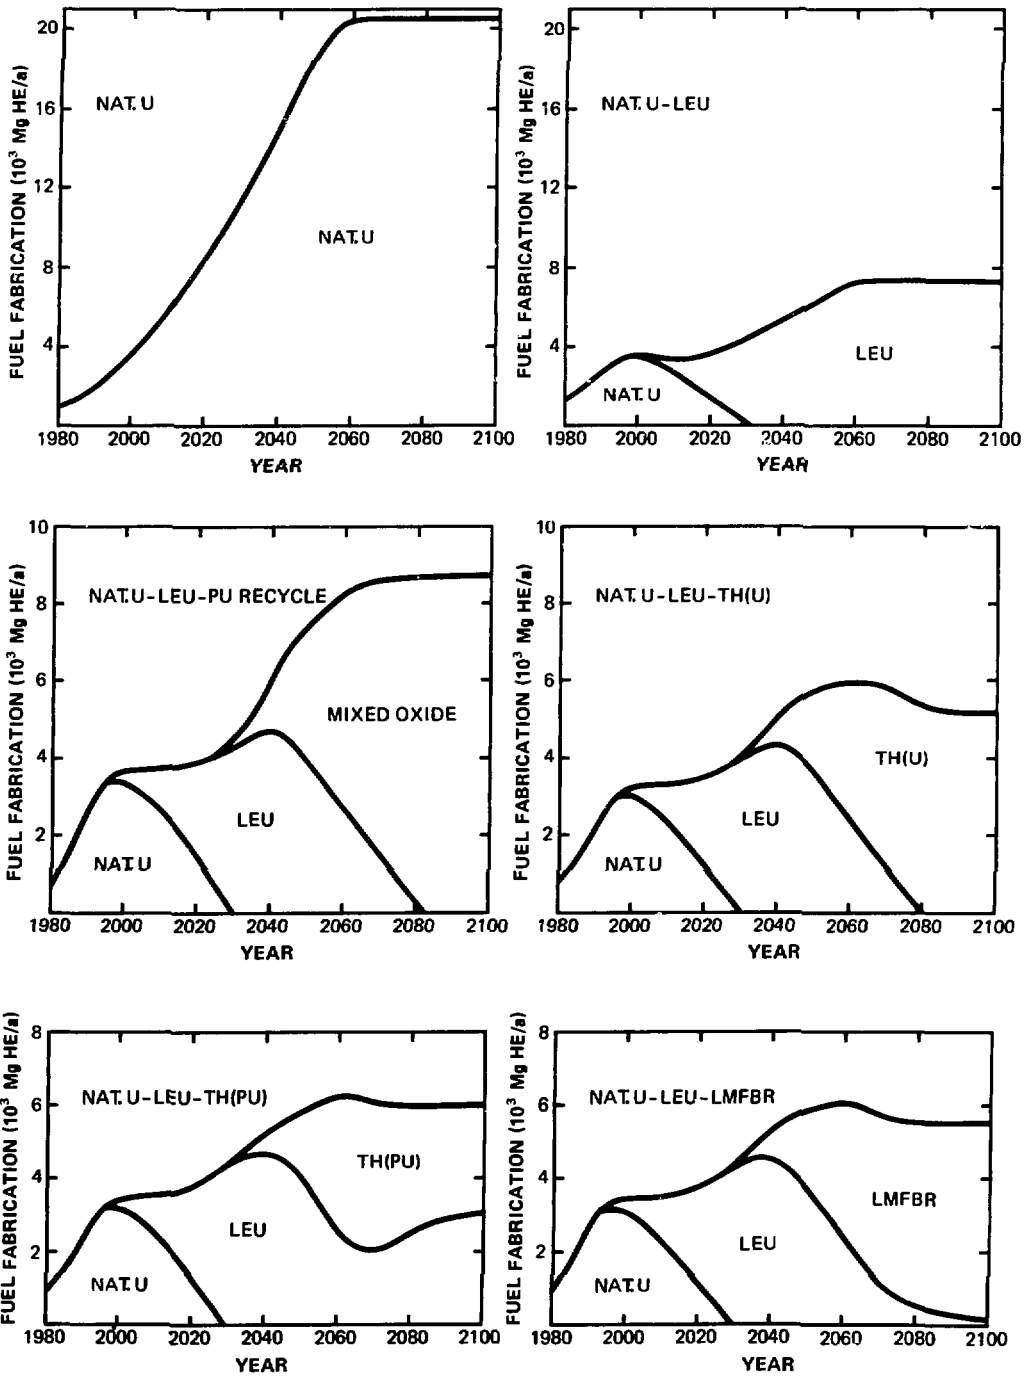 FUEL FABRICATION (10³ Mg HE/a)
20
16
12
8
4
NAT.U
NAT.U
1980 2000 2020 2040 2060 2080 2100
YEAR
FUEL FABRICATION (10³ Mg HE/a)
20
16
12
8
4
NAT.U-LEU
LEU
NAT.U
1980 2000 2020 2040 2060 2080 2100
YEAR
FUEL FABRICATION (10³ Mg HE/a)
10
8
6
4
2
NAT.U-LEU-PU RECYCLE
MIXED OXIDE
LEU
NAT.U
1980 2000 2020 2040 2060 2080 2100
YEAR
FUEL FABRICATION (10³ Mg HE/a)
10
8
6
4
2
NAT.U-LEU-TH(U)
TH(U)
LEU
NAT.U
1980 2000 2020 2040 2060 2080 2100
YEAR
FUEL FABRICATION (10³ Mg HE/a)
8
6
4
2
NAT.U-LEU-TH(PU)
TH(PU)
LEU
NAT.U
1980 2000 2020 2040 2060 2080 2100
YEAR
FUEL FABRICATION (10³ Mg HE/a)
8
6
4
2
NAT.U-LEU-LMFBR
LMFBR
LEU
NAT.U
1980 2000 2020 2040 2060 2080 2100
YEAR